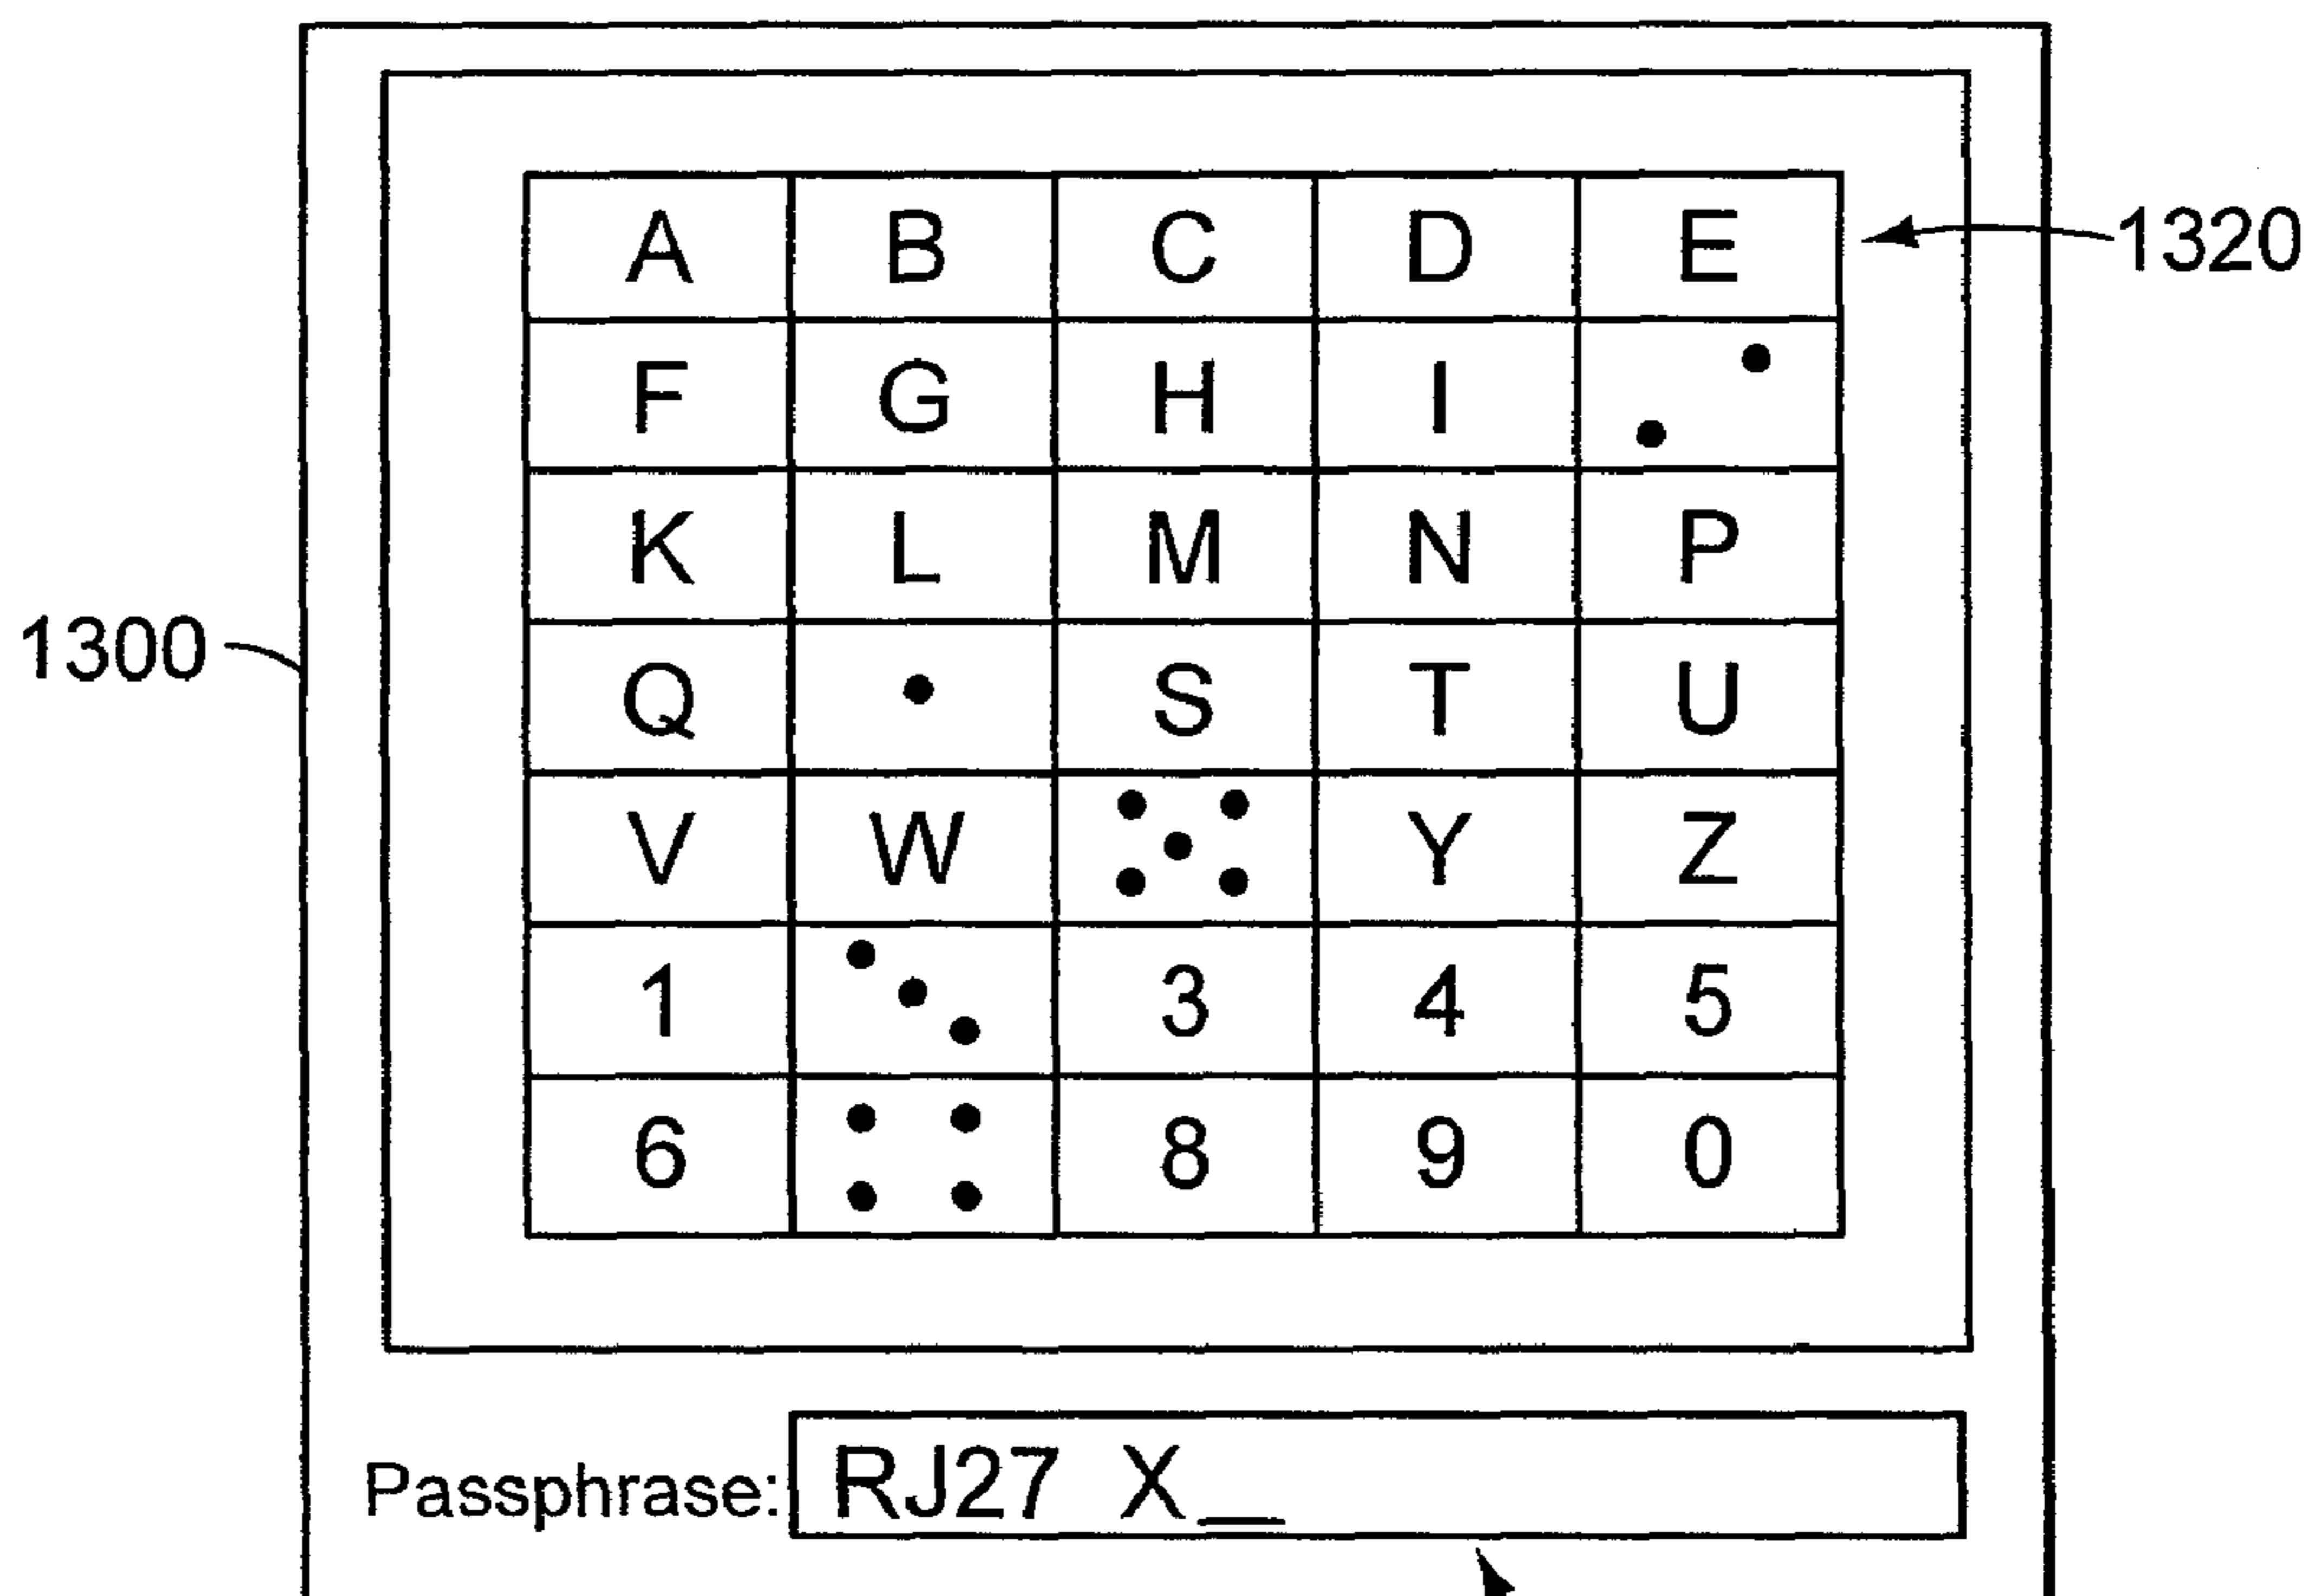 A B C D E
1320
F G H I
K L M N P
1300
Q S T U
V W Y Z
1 3 4 5
6 8 9 0
Passphrase: RJ27 X_